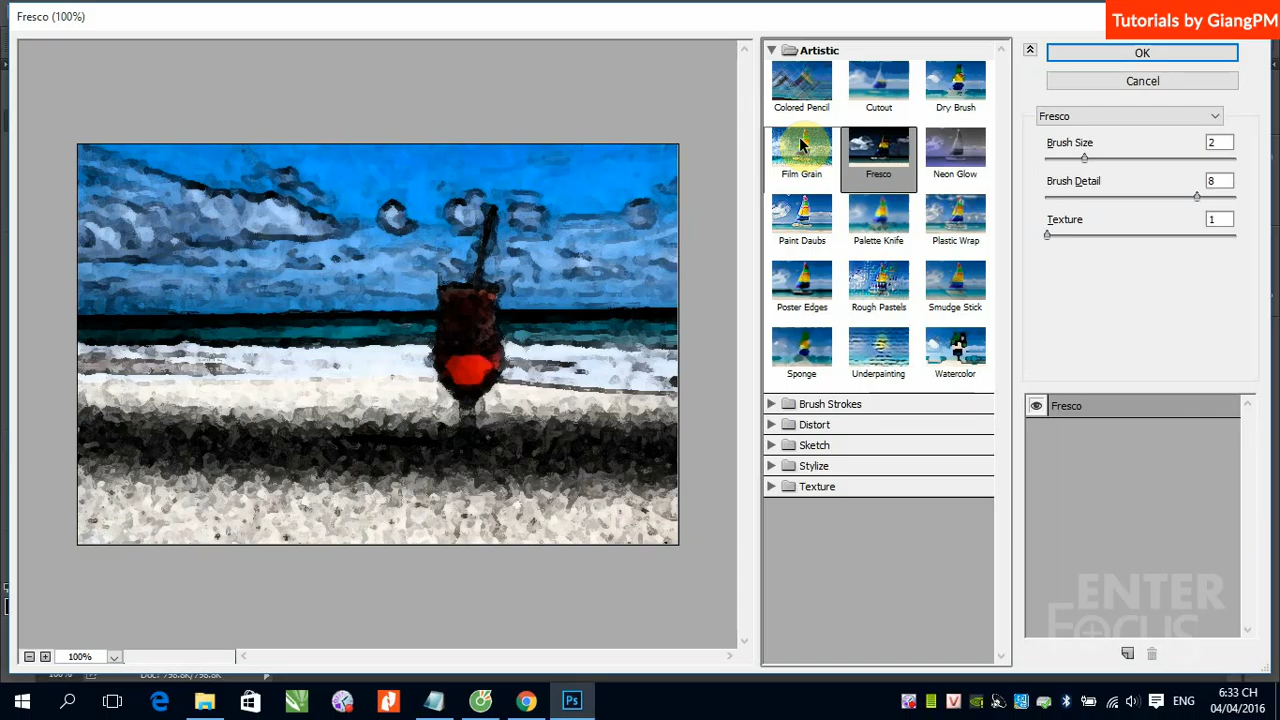 Fresco (100%)
Tutorials by GiangPM
Artistic
Colored Pencil
Cutout
Dry Brush
Film Grain
Fresco
Neon Glow
Paint Daubs
Palette Knife
Plastic Wrap
Poster Edges
Rough Pastels
Smudge Stick
Sponge
Underpainting
Watercolor
Brush Strokes
Distort
Sketch
Stylize
Texture
OK
Cancel
Fresco
Brush Size
2
Brush Detail
8
Texture
1
Fresco
ENTER
FOCUS
100%
Ps
ENG
6:33 CH
04/04/2016